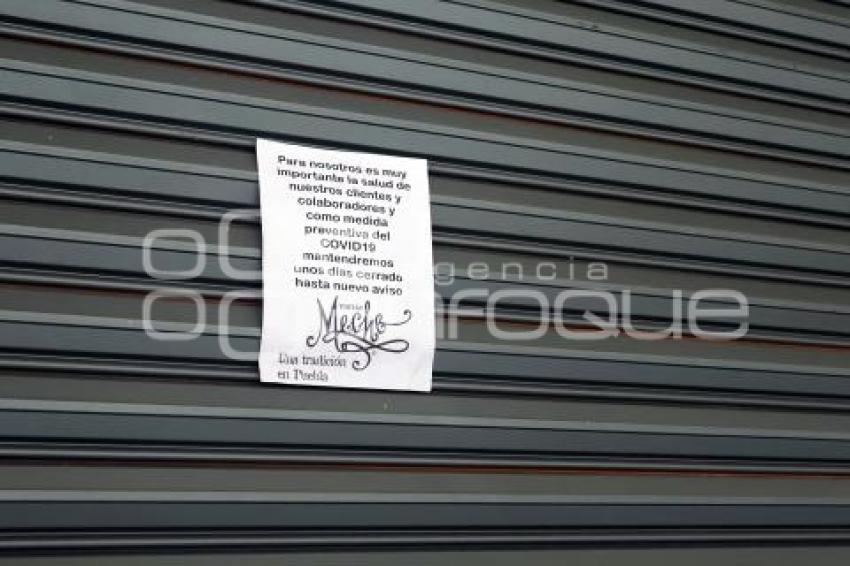 Para nosotros es muy
importante la salud de
nuestros clientes y
colaboradores y
como medida
preventiva del
COVID19
mantendremos
unos días cerrado
hasta nuevo aviso
Meche
Una tradición
en Puebla
agencia
enfoque